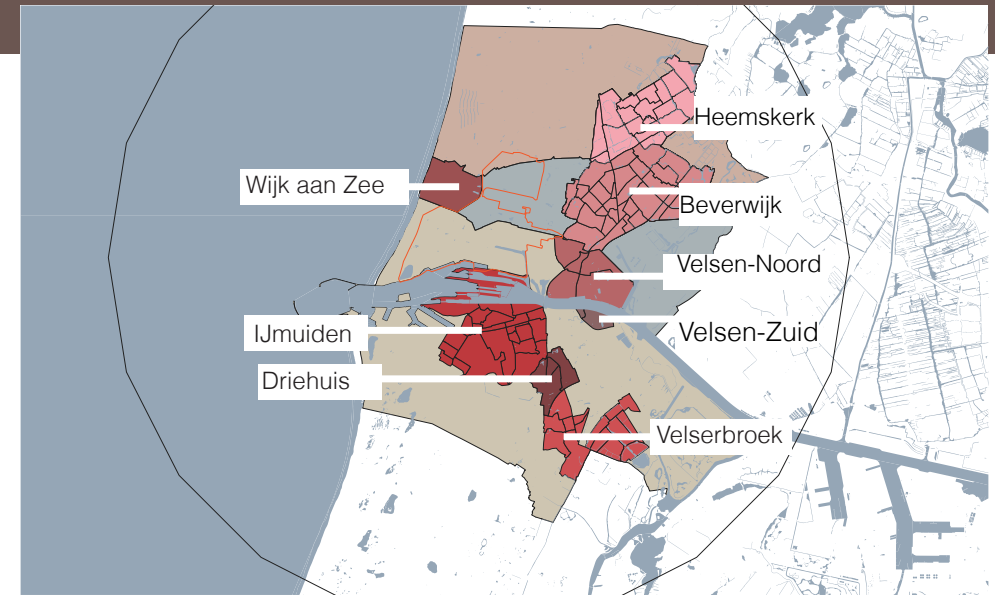 Heemskerk
Wijk aan Zee
Beverwijk
Velsen-Noord
IJmuiden
Velsen-Zuid
Driehuis
Velserbroek